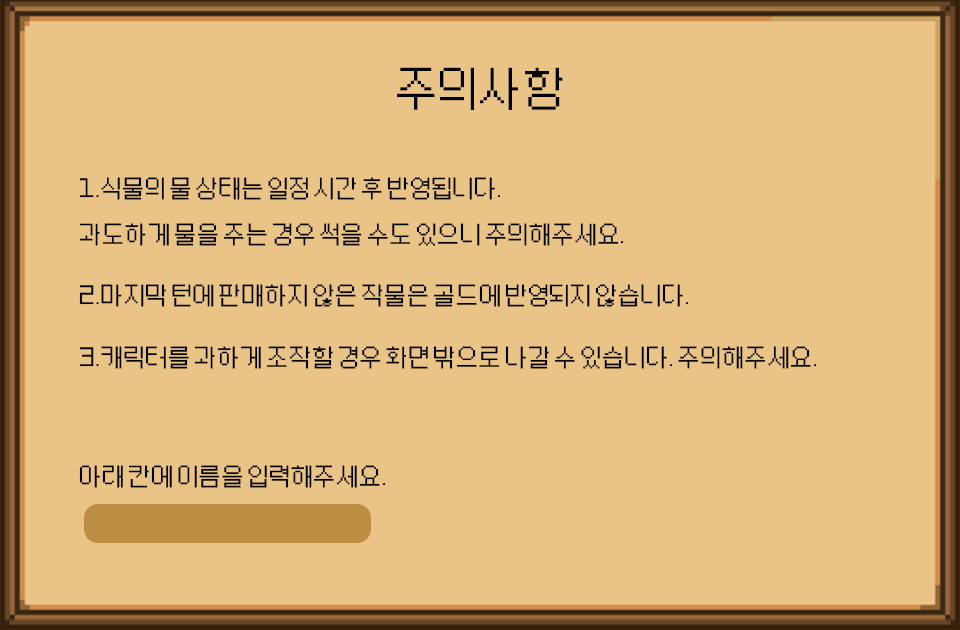 주의사항
1.식물의 물 상태는 일정 시간 후 반영됩니다.
과도하게 물을 주는 경우 썩을 수도 있으니 주의해주세요.
2.마지막 턴에 판매하지 않은 작물은 골드에 반영되지 않습니다.
3.캐릭터를 과하게 조작할 경우 화면 밖으로 나갈 수 있습니다. 주의해주세요.
아래 칸에 이름을 입력해주세요.